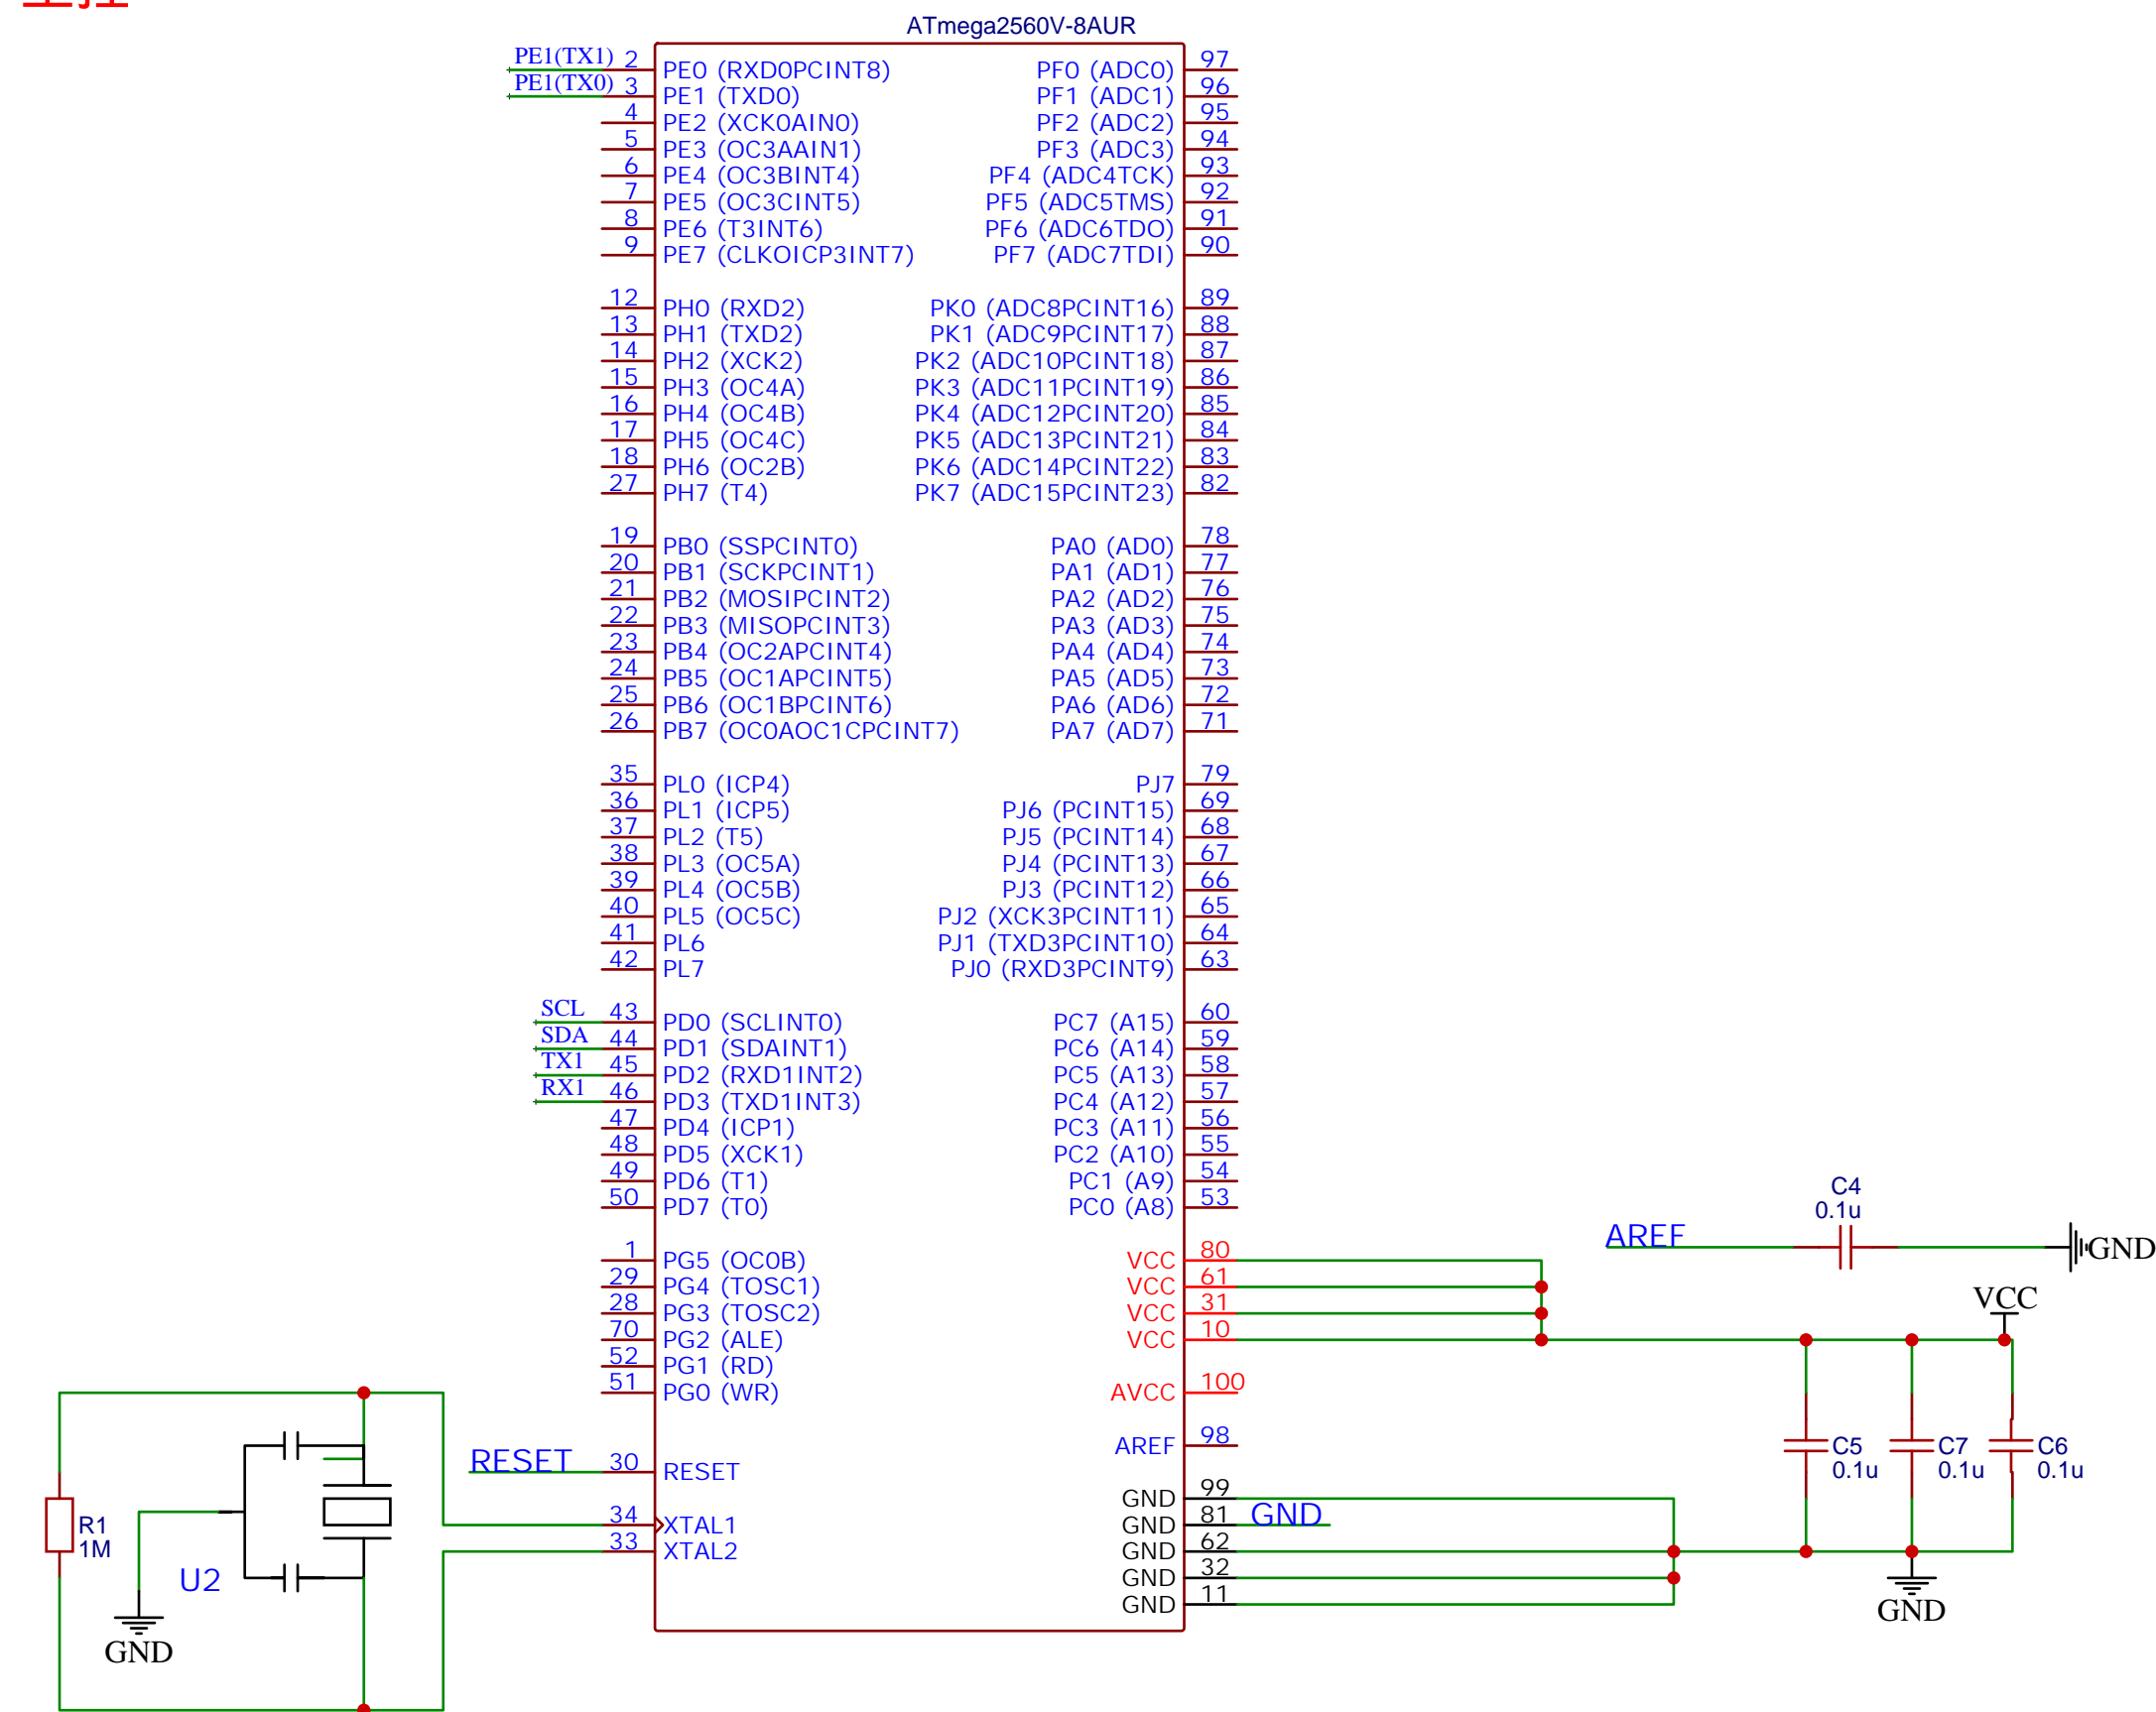 ATmega2560V-8AUR
PE1(TX1) 2 PE0 (RXD0PCINT8) PF0 (ADC0) 97
PE1(TX0) 3 PE1 (TXD0) PF1 (ADC1) 96
4 PE2 (XCK0AIN0) PF2 (ADC2) 95
5 PE3 (OC3AAIN1) PF3 (ADC3) 94
6 PE4 (OC3BINT4) PF4 (ADC4TCK) 93
7 PE5 (OC3CINT5) PF5 (ADC5TMS) 92
8 PE6 (T3INT6) PF6 (ADC6TDO) 91
9 PE7 (CLKOICP3INT7) PF7 (ADC7TDI) 90
12 PH0 (RXD2) PK0 (ADC8PCINT16) 89
13 PH1 (TXD2) PK1 (ADC9PCINT17) 88
14 PH2 (XCK2) PK2 (ADC10PCINT18) 87
15 PH3 (OC4A) PK3 (ADC11PCINT19) 86
16 PH4 (OC4B) PK4 (ADC12PCINT20) 85
17 PH5 (OC4C) PK5 (ADC13PCINT21) 84
18 PH6 (OC2B) PK6 (ADC14PCINT22) 83
27 PH7 (T4) PK7 (ADC15PCINT23) 82
19 PB0 (SSPCINT0) PA0 (AD0) 78
20 PB1 (SCKPCINT1) PA1 (AD1) 77
21 PB2 (MOSIPCINT2) PA2 (AD2) 76
22 PB3 (MISOPCINT3) PA3 (AD3) 75
23 PB4 (OC2APCINT4) PA4 (AD4) 74
24 PB5 (OC1APCINT5) PA5 (AD5) 73
25 PB6 (OC1BPCINT6) PA6 (AD6) 72
26 PB7 (OC0AOC1CPCINT7) PA7 (AD7) 71
35 PL0 (ICP4) PJ7 79
36 PL1 (ICP5) PJ6 (PCINT15) 69
37 PL2 (T5) PJ5 (PCINT14) 68
38 PL3 (OC5A) PJ4 (PCINT13) 67
39 PL4 (OC5B) PJ3 (PCINT12) 66
40 PL5 (OC5C) PJ2 (XCK3PCINT11) 65
41 PL6 PJ1 (TXD3PCINT10) 64
42 PL7 PJ0 (RXD3PCINT9) 63
SCL 43 PD0 (SCLINT0) PC7 (A15) 60
SDA 44 PD1 (SDAINT1) PC6 (A14) 59
TX1 45 PD2 (RXD1INT2) PC5 (A13) 58
RX1 46 PD3 (TXD1INT3) PC4 (A12) 57
47 PD4 (ICP1) PC3 (A11) 56
48 PD5 (XCK1) PC2 (A10) 55
49 PD6 (T1) PC1 (A9) 54
50 PD7 (T0) PC0 (A8) 53
C4
0.1u
AREF GND
1 PG5 (OC0B) VCC 80
29 PG4 (TOSC1) VCC 61
28 PG3 (TOSC2) VCC 31
VCC
70 PG2 (ALE) VCC 10
52 PG1 (RD)
51 PG0 (WR) AVCC 100
AREF 98
C5 C7 C6
0.1u 0.1u 0.1u
RESET 30 RESET
GND 99
R1 34 XTAL1 GND 81 GND
1M 33 XTAL2 GND 62
U2 GND 32
GND 11
GND
GND